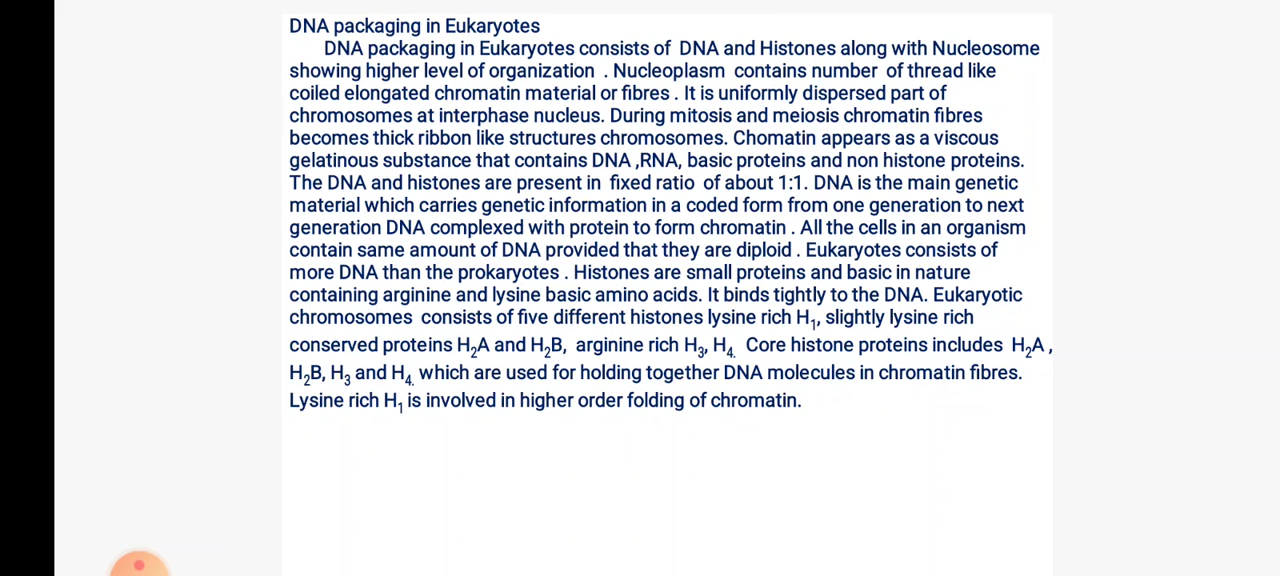 DNA packaging in Eukaryotes
DNA packaging in Eukaryotes consists of DNA and Histones along with Nucleosome
showing higher level of organization . Nucleoplasm contains number of thread like
coiled elongated chromatin material or fibres . It is uniformly dispersed part of
chromosomes at interphase nucleus. During mitosis and meiosis chromatin fibres
becomes thick ribbon like structures chromosomes. Chomatin appears as a viscous
gelatinous substance that contains DNA ,RNA, basic proteins and non histone proteins.
The DNA and histones are present in fixed ratio of about 1:1. DNA is the main genetic
material which carries genetic information in a coded form from one generation to next
generation DNA complexed with protein to form chromatin . All the cells in an organism
contain same amount of DNA provided that they are diploid . Eukaryotes consists of
more DNA than the prokaryotes . Histones are small proteins and basic in nature
containing arginine and lysine basic amino acids. It binds tightly to the DNA. Eukaryotic
chromosomes consists of five different histones lysine rich H₁, slightly lysine rich
conserved proteins H₂A and H₂B, arginine rich H₃, H₄. Core histone proteins includes H₂A ,
H₂B, H₃ and H₄. which are used for holding together DNA molecules in chromatin fibres.
Lysine rich H₁ is involved in higher order folding of chromatin.